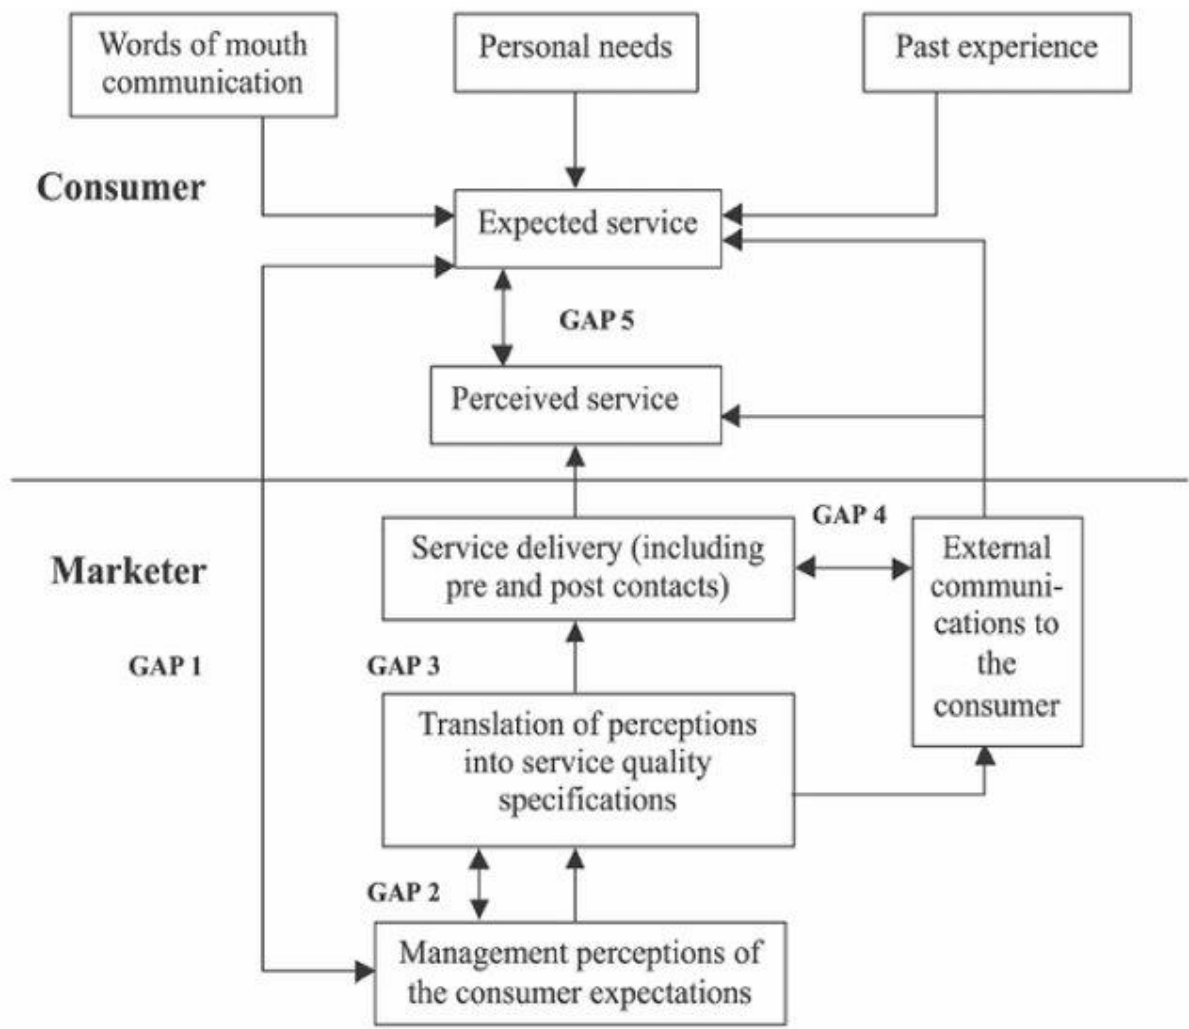 Words of mouth
communication
Personal needs
Past experience
Consumer
Expected service
GAP 5
Perceived service
GAP 4
Marketer
Service delivery (including
pre and post contacts)
External
communi-
cations to
the
consumer
GAP 1
GAP 3
Translation of perceptions
into service quality
specifications
GAP 2
Management perceptions of
the consumer expectations